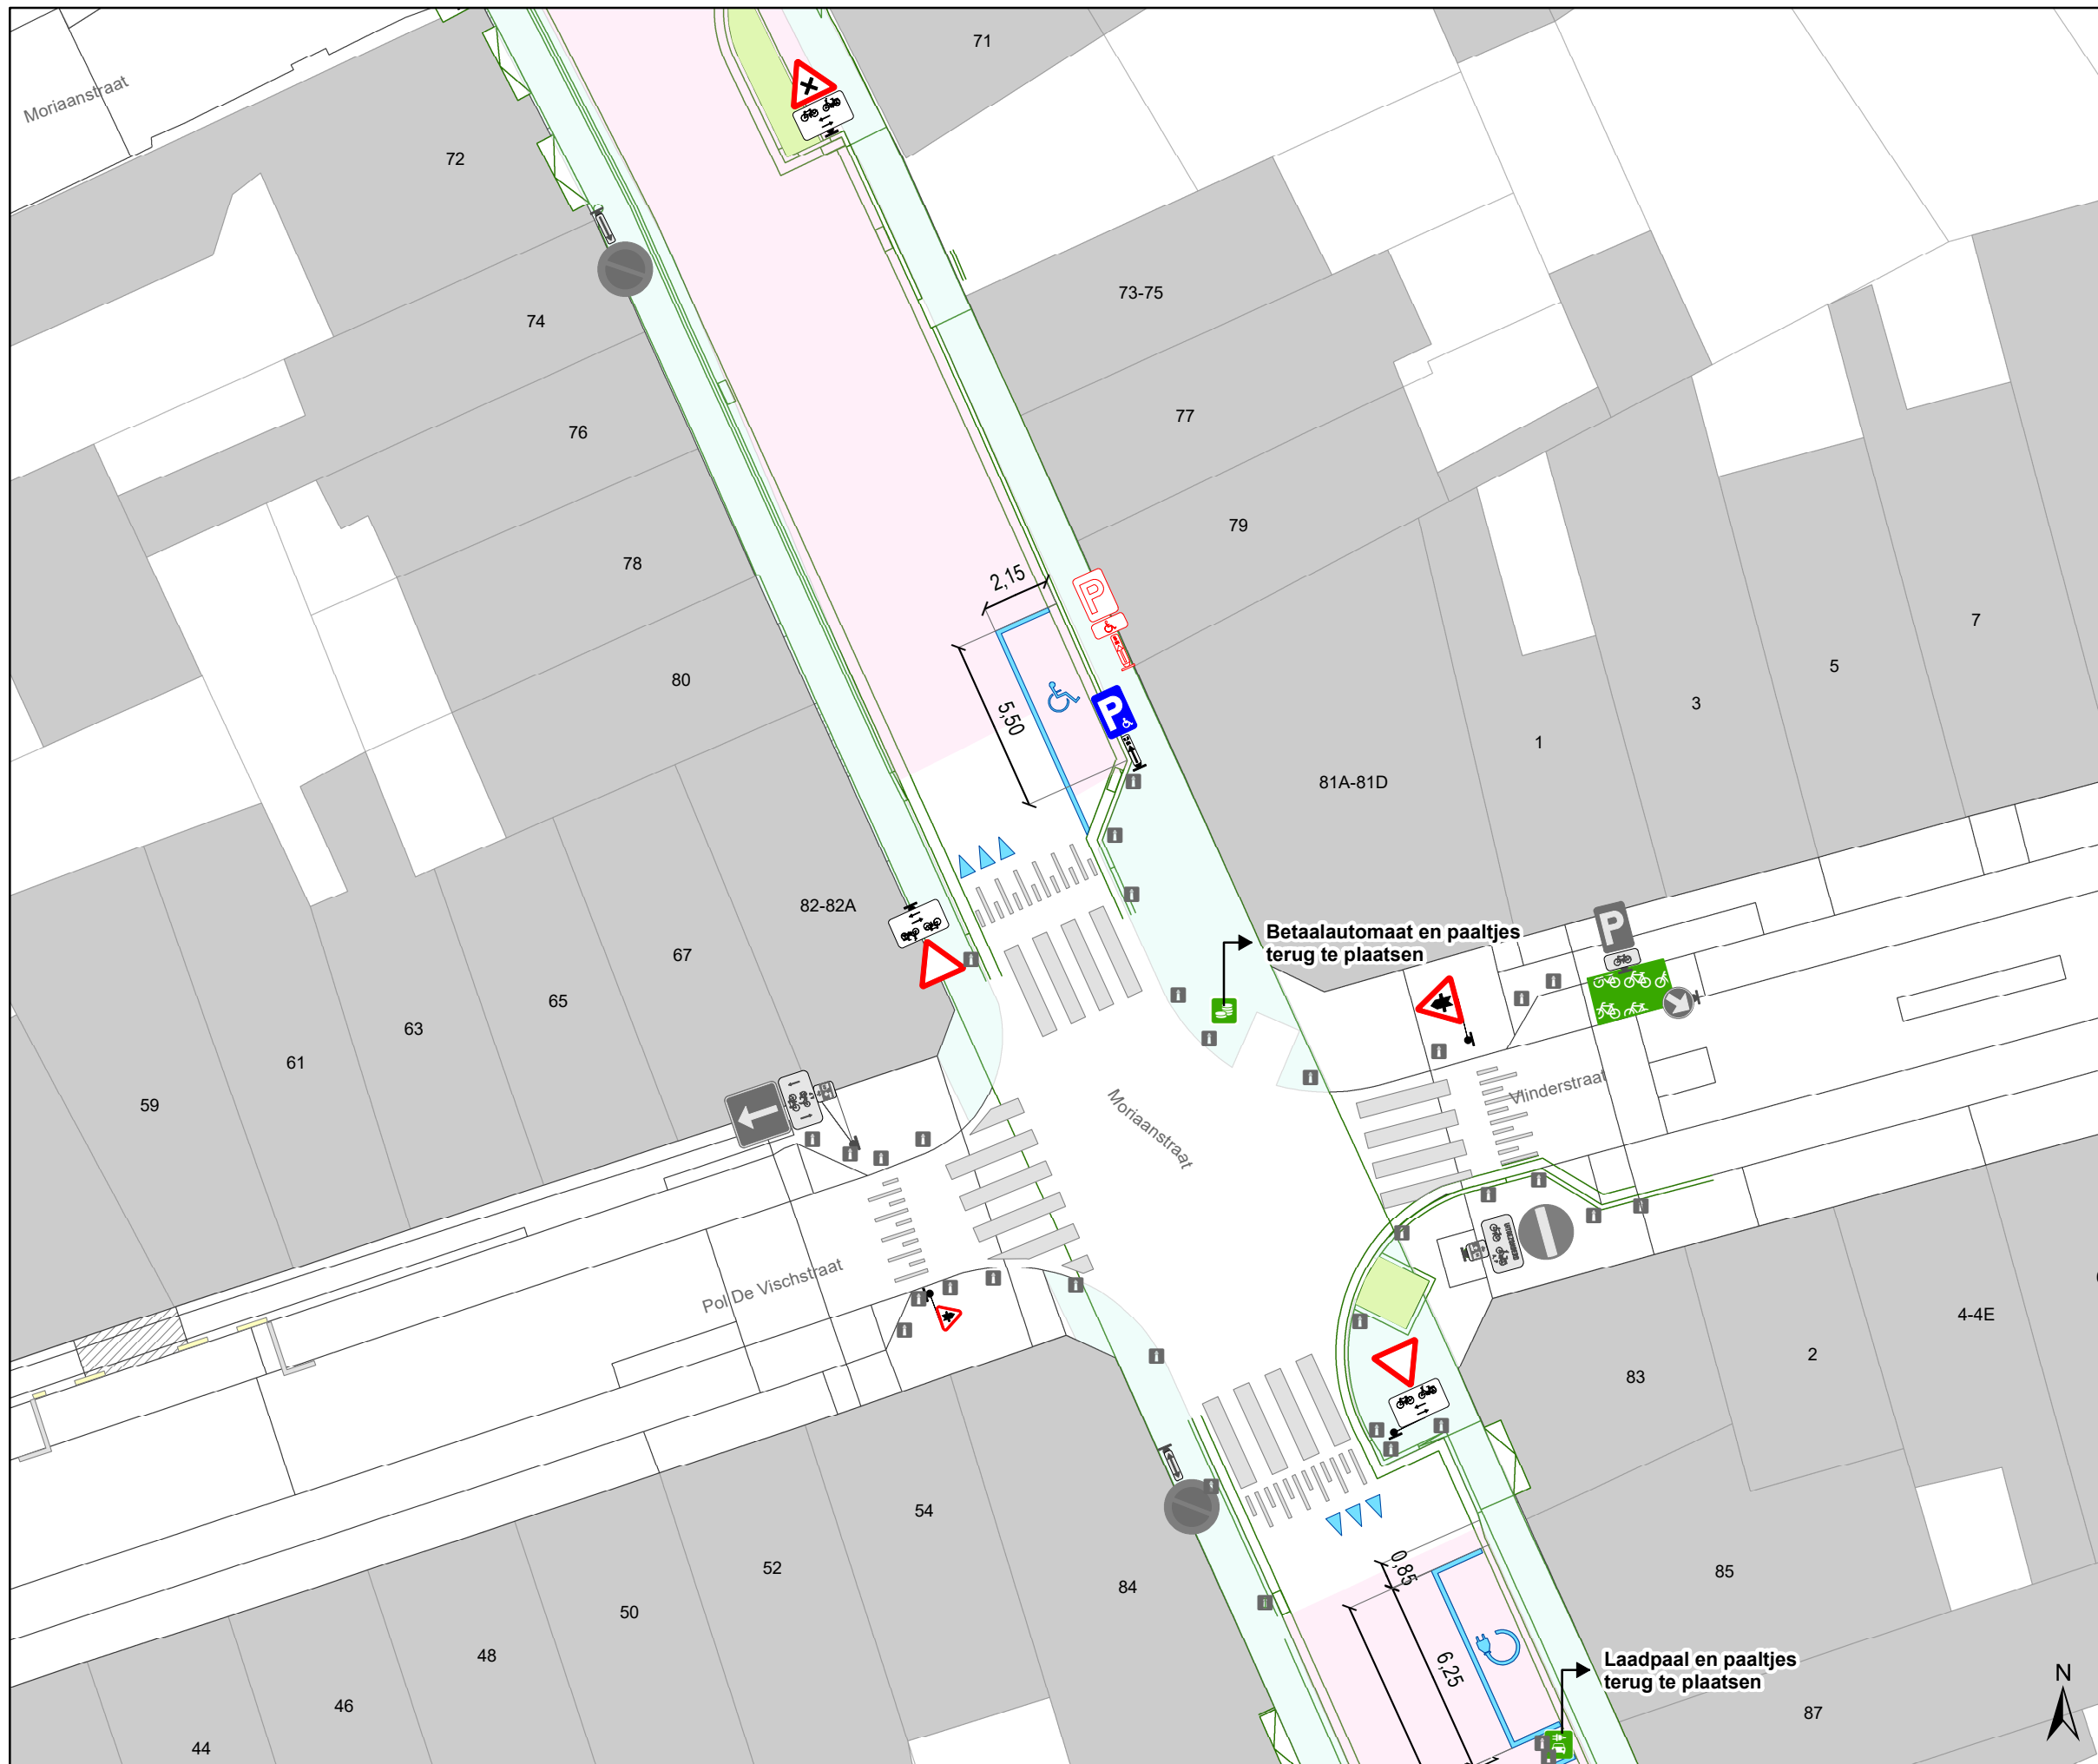 71
Moriaanstraat
72
73-75
74
77
76
79
78
2,15
P
7
5
80
3
P
5,50
1
81A-81D
82-82A
P
Betaalautomaat en paaltjes
terug te plaatsen
67
65
63
61
59
Moriaanstraat
Vlinderstraat
Pol De Vischstraat
4-4E
2
83
54
52
84
85
50
48
46
44
0,85
6,25
Laadpaal en paaltjes
terug te plaatsen
87
N